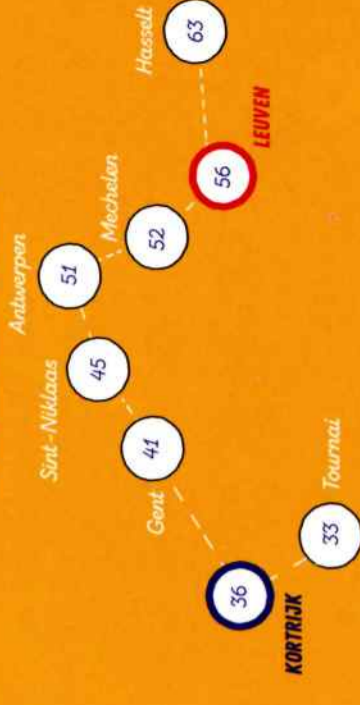 Hasselt
63
LEUVEN
56
Mechelen
52
Antwerpen
51
Sint-Niklaas
45
Gent
41
KORTRIJK
36
Tournai
33